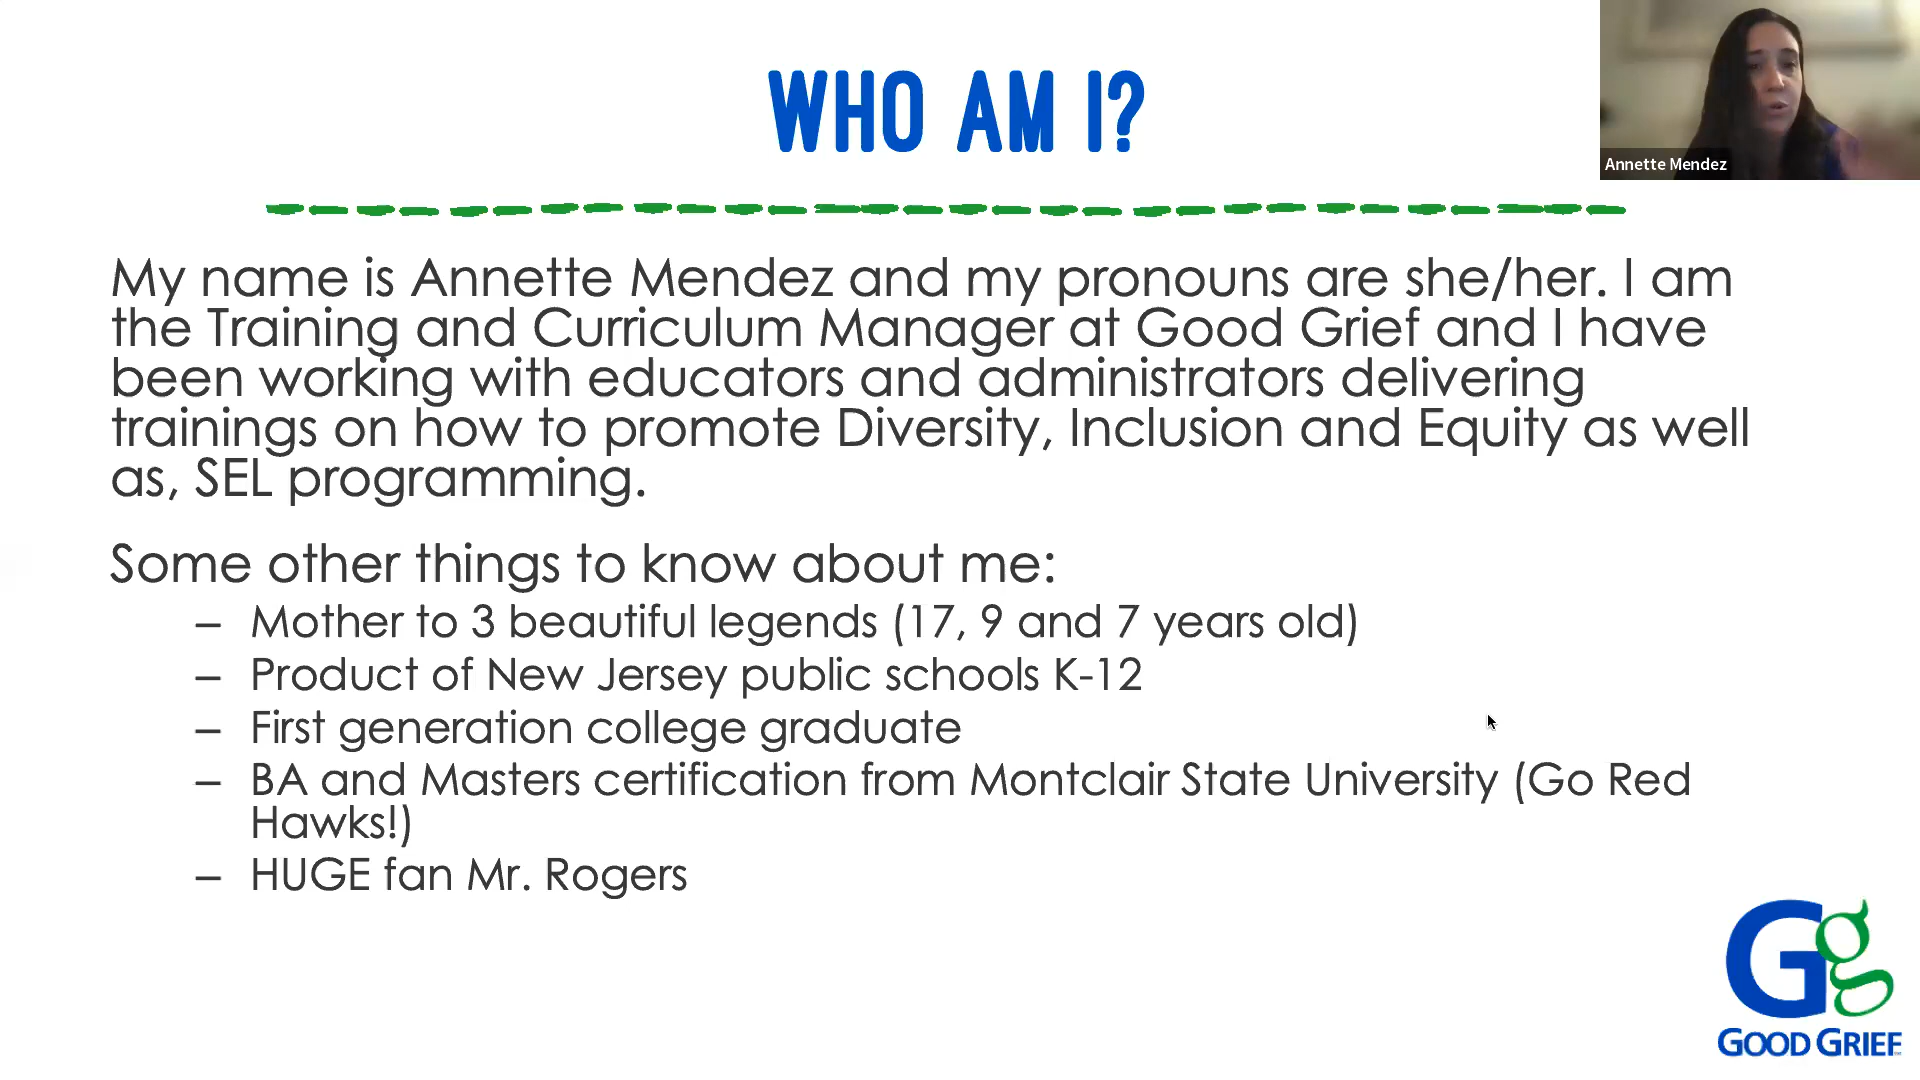 WHO AM I?
Annette Mendez
My name is Annette Mendez and my pronouns are she/her. I am
the Training and Curriculum Manager at Good Grief and I have
been working with educators and administrators delivering
trainings on how to promote Diversity, Inclusion and Equity as well
as, SEL programming.
Some other things to know about me:
– Mother to 3 beautiful legends (17, 9 and 7 years old)
– Product of New Jersey public schools K-12
– First generation college graduate
– BA and Masters certification from Montclair State University (Go Red
Hawks!)
– HUGE fan Mr. Rogers
Gg
GOOD GRIEF